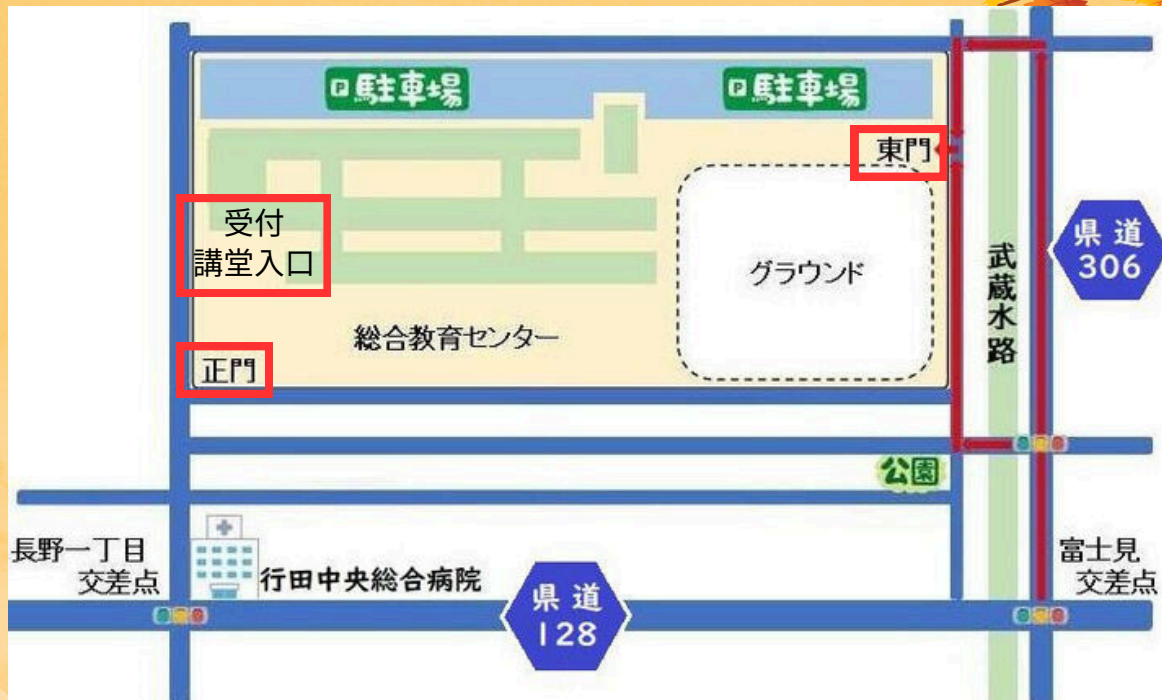 P駐車場
P駐車場
東門
受付
講堂入口
グラウンド
県道
306
武蔵水路
総合教育センター
正門
公園
長野一丁目
交差点
行田中央総合病院
富士見
交差点
県道
128